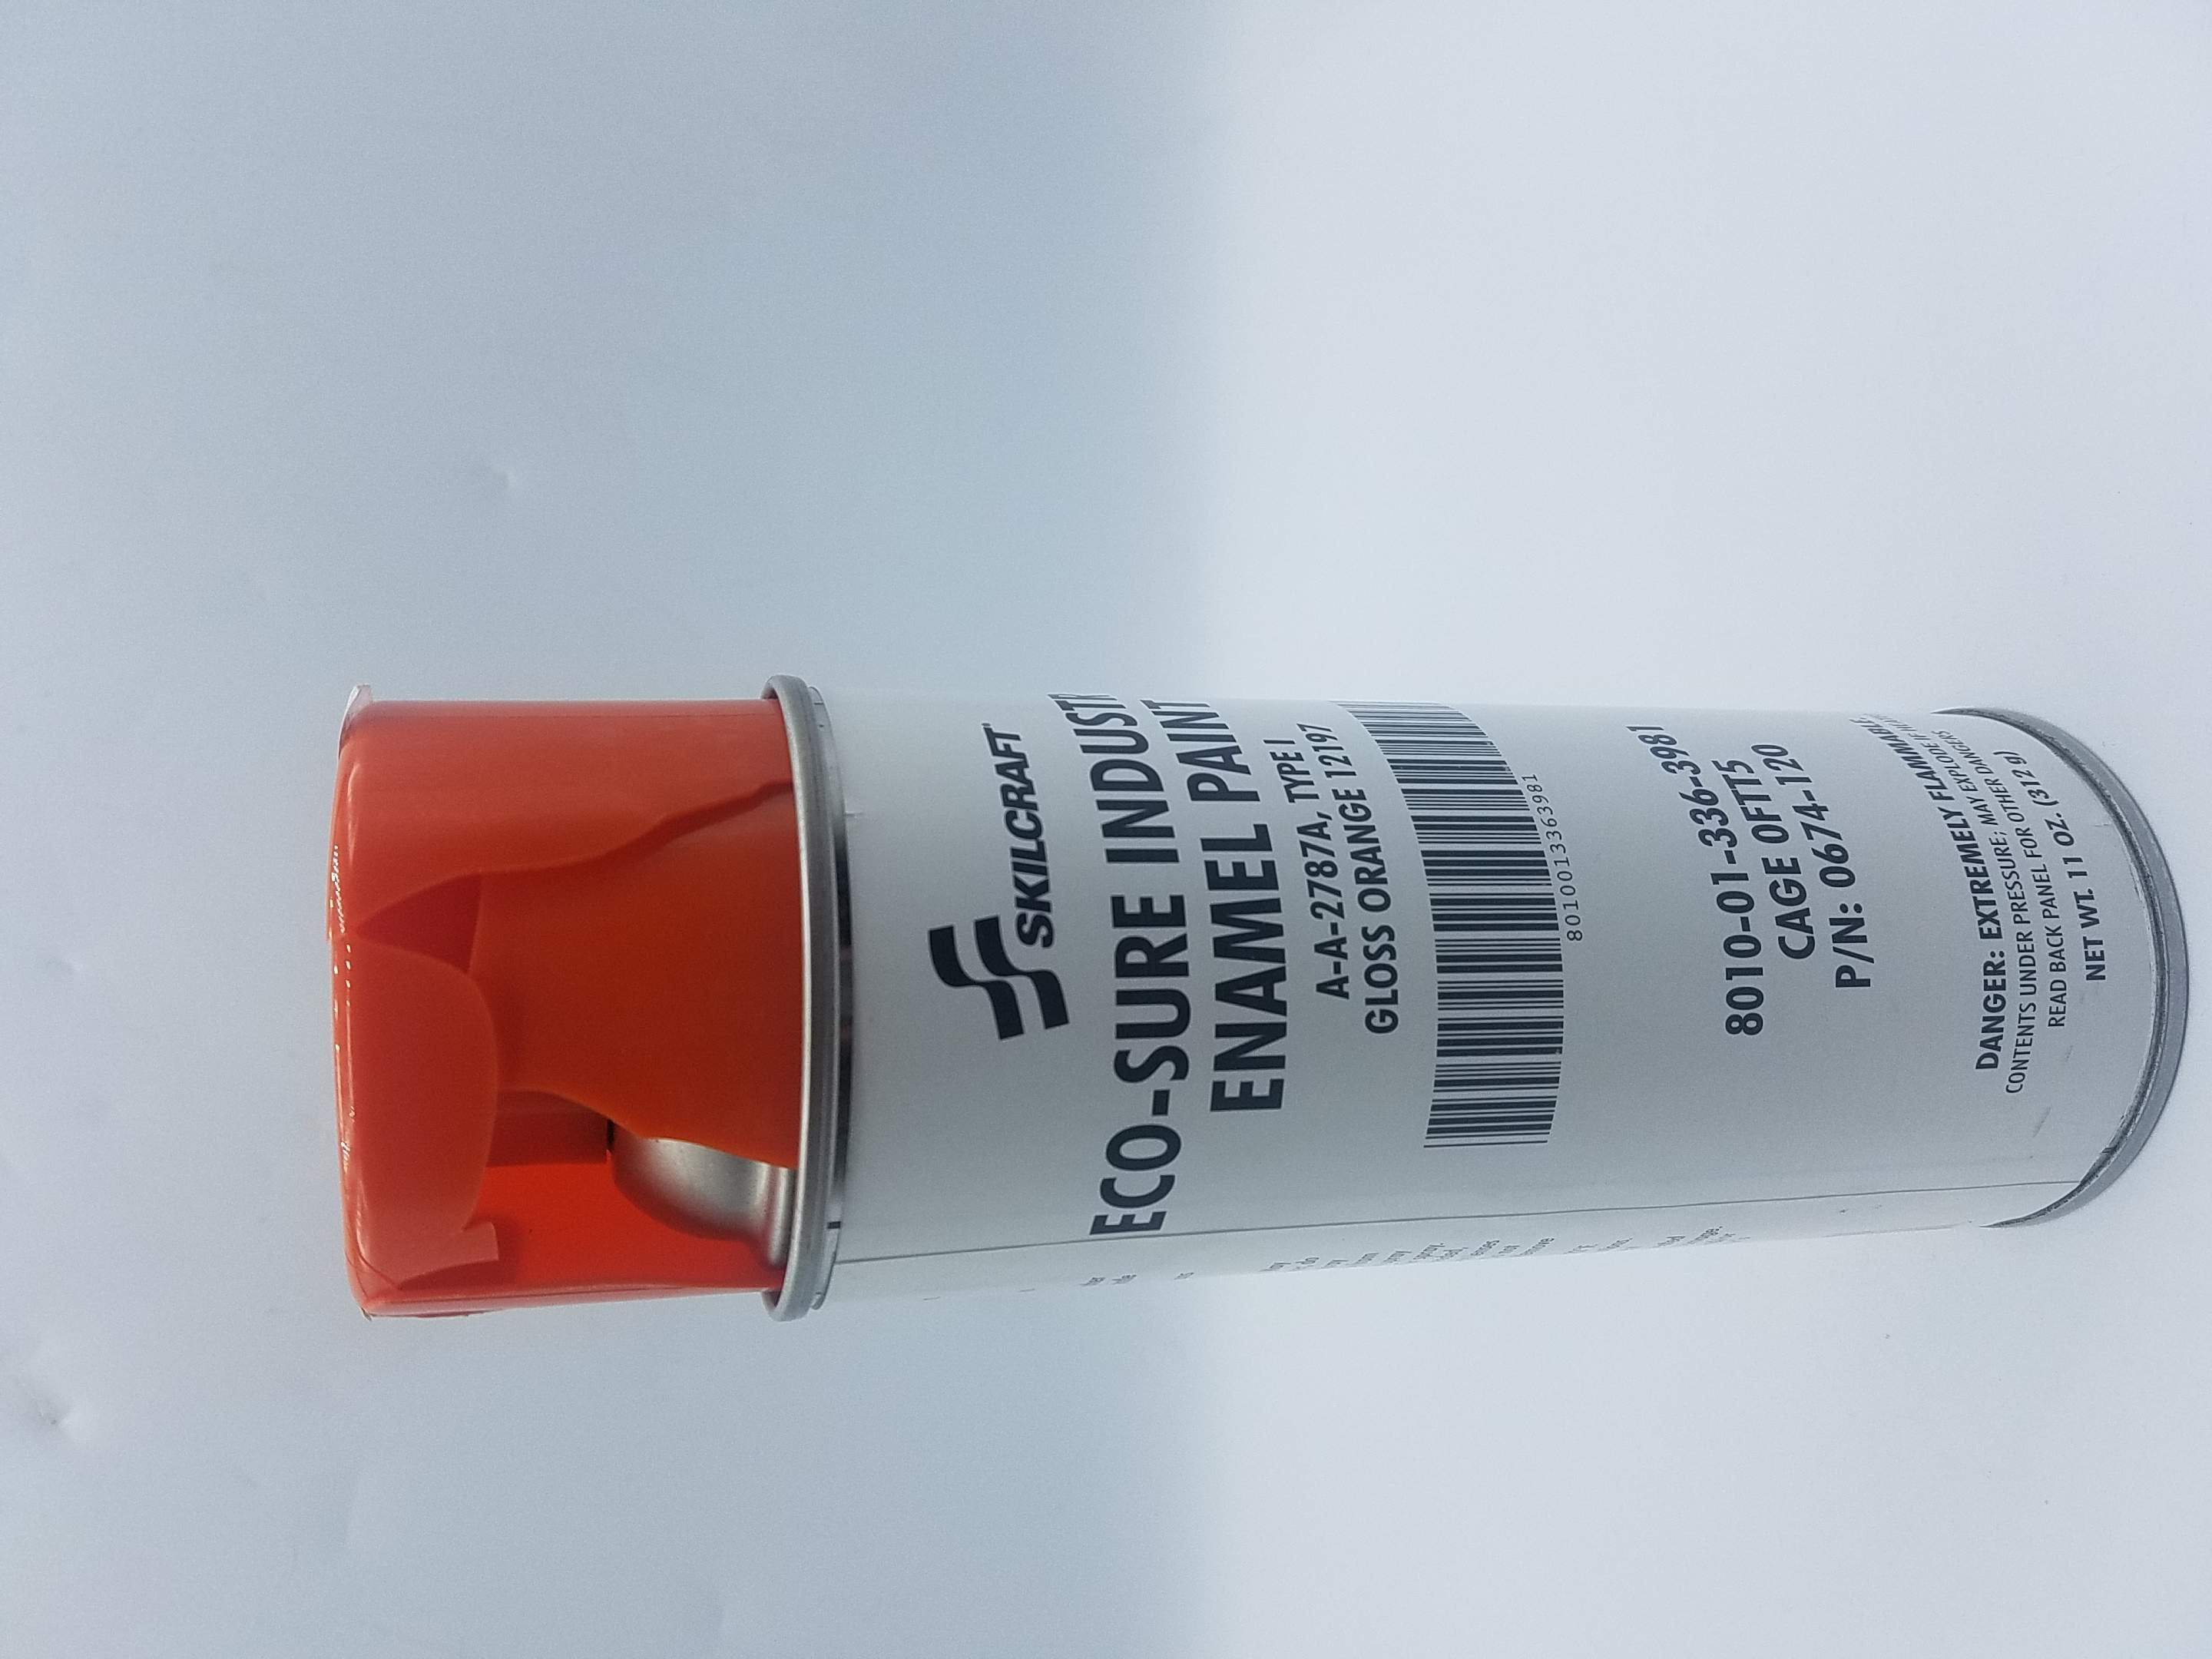 SKILCRAFT
ECO-SURE INDUSTR
ENAMEL PAINT
A-A-2787A, TYPE I
GLOSS ORANGE 12197
8010013363981
8010-01-336-3981
CAGE 0FTT5
P/N: 0674-120
DANGER: EXTREMELY FLAMMABLE
CONTENTS UNDER PRESSURE; MAY EXPLODE IF
READ BACK PANEL FOR OTHER DANGERS
NET WT. 11 OZ. (312 g)